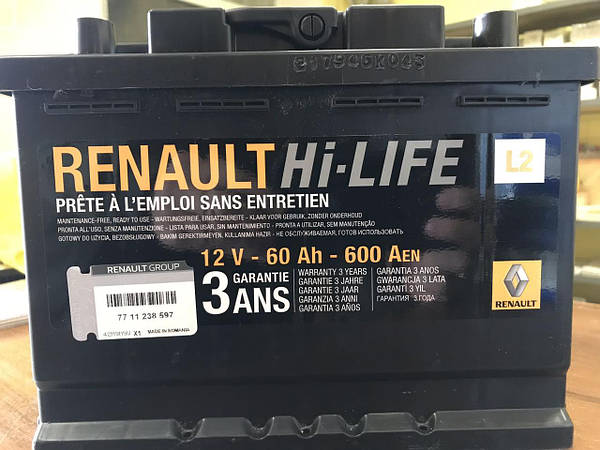 217946K043
RENAULT Hi-LIFE
L2
PRÊTE À L'EMPLOI SANS ENTRETIEN
MAINTENANCE-FREE, READY TO USE - WARTUNGSFREIE, EINSATZBEREITE - KLAAR VOOR GEBRUIK, ZONDER ONDERHOUD
PRONTA ALL'USO, SENZA MANUTENZIONE - LISTA PARA USAR, SIN MANTENIMIENTO - PRONTA A UTILIZAR, SEM MANUTENÇÃO
GOTOWY DO UŻYCIA, BEZOBSŁUGOWY - BAKIM GEREKTIRMEYEN, KULLANIMA HAZIR - НЕ ОБСЛУЖИВАЕМЫЙ, ГОТОВ ИСПОЛЬЗОВАТЬ
12 V - 60 Ah - 600 AEN
3 GARANTIE ANS
WARRANTY 3 YEARS
GARANTIE 3 JAHRE
GARANTIE 3 JAAR
GARANZIA 3 ANNI
GARANTIA 3 AÑOS
GARANTIA 3 ANOS
GWARANCJA 3 LATA
GARANTI 3 YIL
ГАРАНТИЯ 3 ГОДА
RENAULT
RENAULT GROUP
77 11 238 597
X1 MADE IN ROMANIA